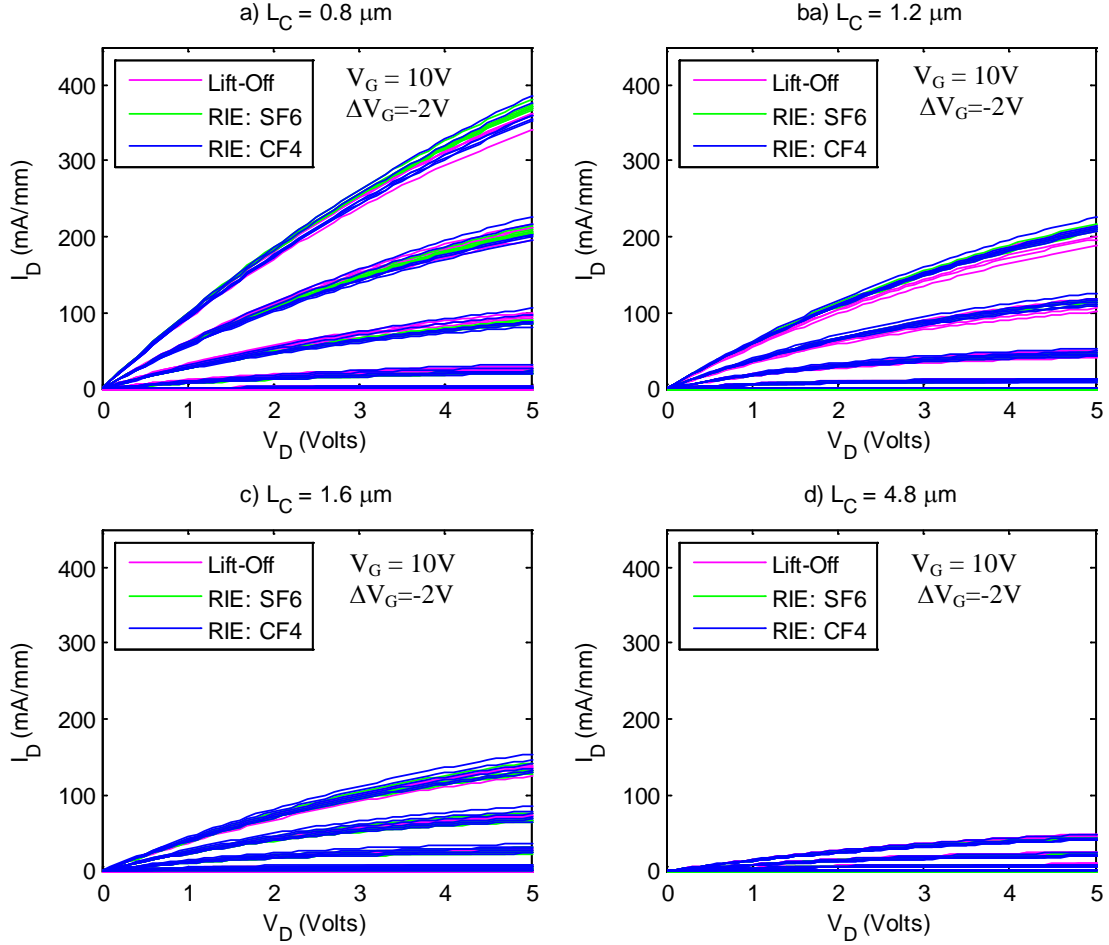 a) L_C = 0.8 μm
Lift-Off
RIE: SF6
RIE: CF4
V_G = 10V
ΔV_G=-2V
400
300
200
100
0
I_D (mA/mm)
0 1 2 3 4 5
V_D (Volts)
ba) L_C = 1.2 μm
Lift-Off
RIE: SF6
RIE: CF4
V_G = 10V
ΔV_G=-2V
400
300
200
100
0
I_D (mA/mm)
0 1 2 3 4 5
V_D (Volts)
c) L_C = 1.6 μm
Lift-Off
RIE: SF6
RIE: CF4
V_G = 10V
ΔV_G=-2V
400
300
200
100
0
I_D (mA/mm)
0 1 2 3 4 5
V_D (Volts)
d) L_C = 4.8 μm
Lift-Off
RIE: SF6
RIE: CF4
V_G = 10V
ΔV_G=-2V
400
300
200
100
0
I_D (mA/mm)
0 1 2 3 4 5
V_D (Volts)